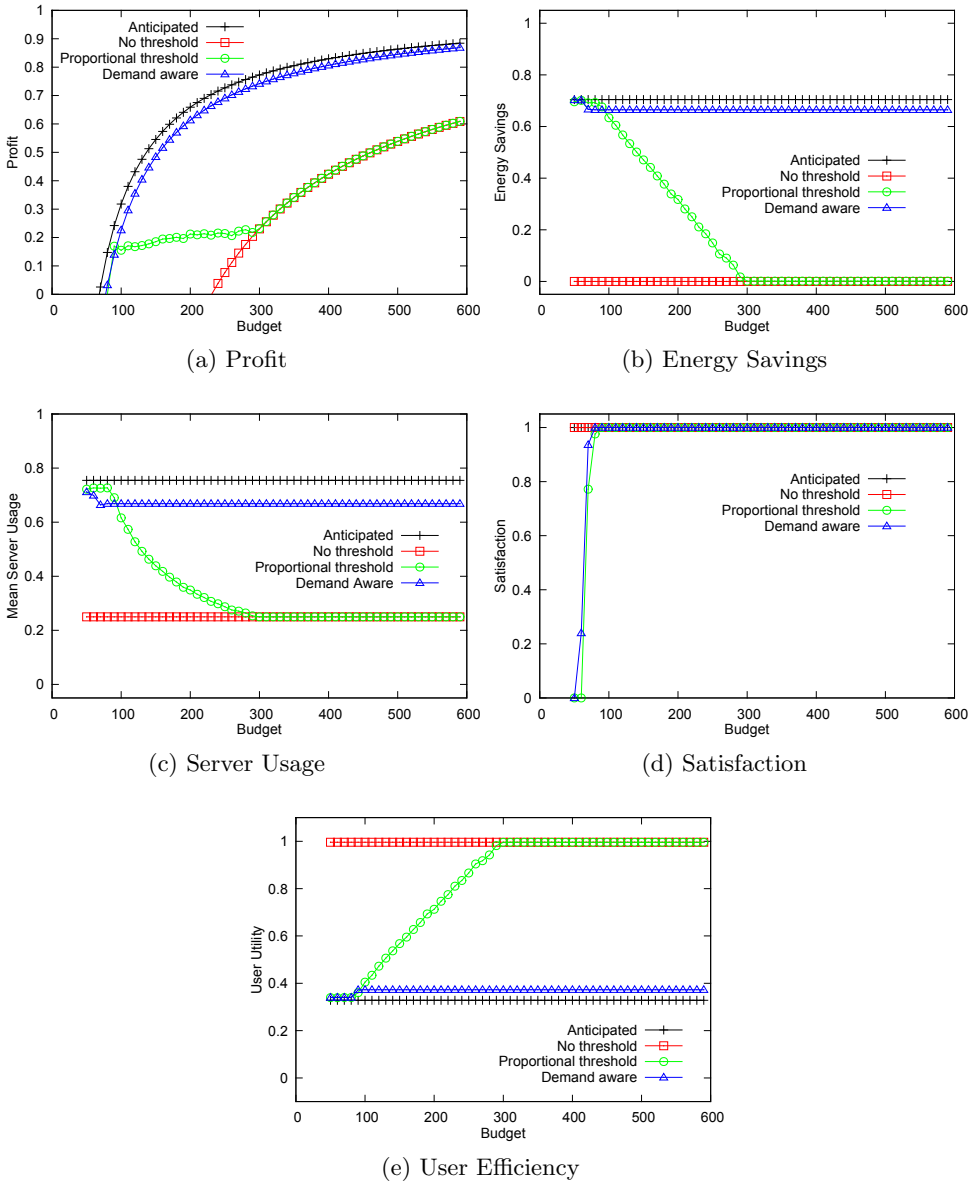 Anticipated
No threshold
Proportional threshold
Demand aware
Profit
1
0.9
0.8
0.7
0.6
0.5
0.4
0.3
0.2
0.1
0
0 100 200 300 400 500 600
Budget
(a) Profit
Anticipated
No threshold
Proportional threshold
Demand aware
Energy Savings
1
0.8
0.6
0.4
0.2
0
0 100 200 300 400 500 600
Budget
(b) Energy Savings
Anticipated
No threshold
Proportional threshold
Demand Aware
Mean Server Usage
1
0.8
0.6
0.4
0.2
0
0 100 200 300 400 500 600
Budget
(c) Server Usage
Anticipated
No threshold
Proportional threshold
Demand aware
Satisfaction
1
0.8
0.6
0.4
0.2
0
0 100 200 300 400 500 600
Budget
(d) Satisfaction
User Utility
1
0.8
0.6
0.4
0.2
0
Anticipated
No threshold
Proportional threshold
Demand aware
0 100 200 300 400 500 600
Budget
(e) User Efficiency